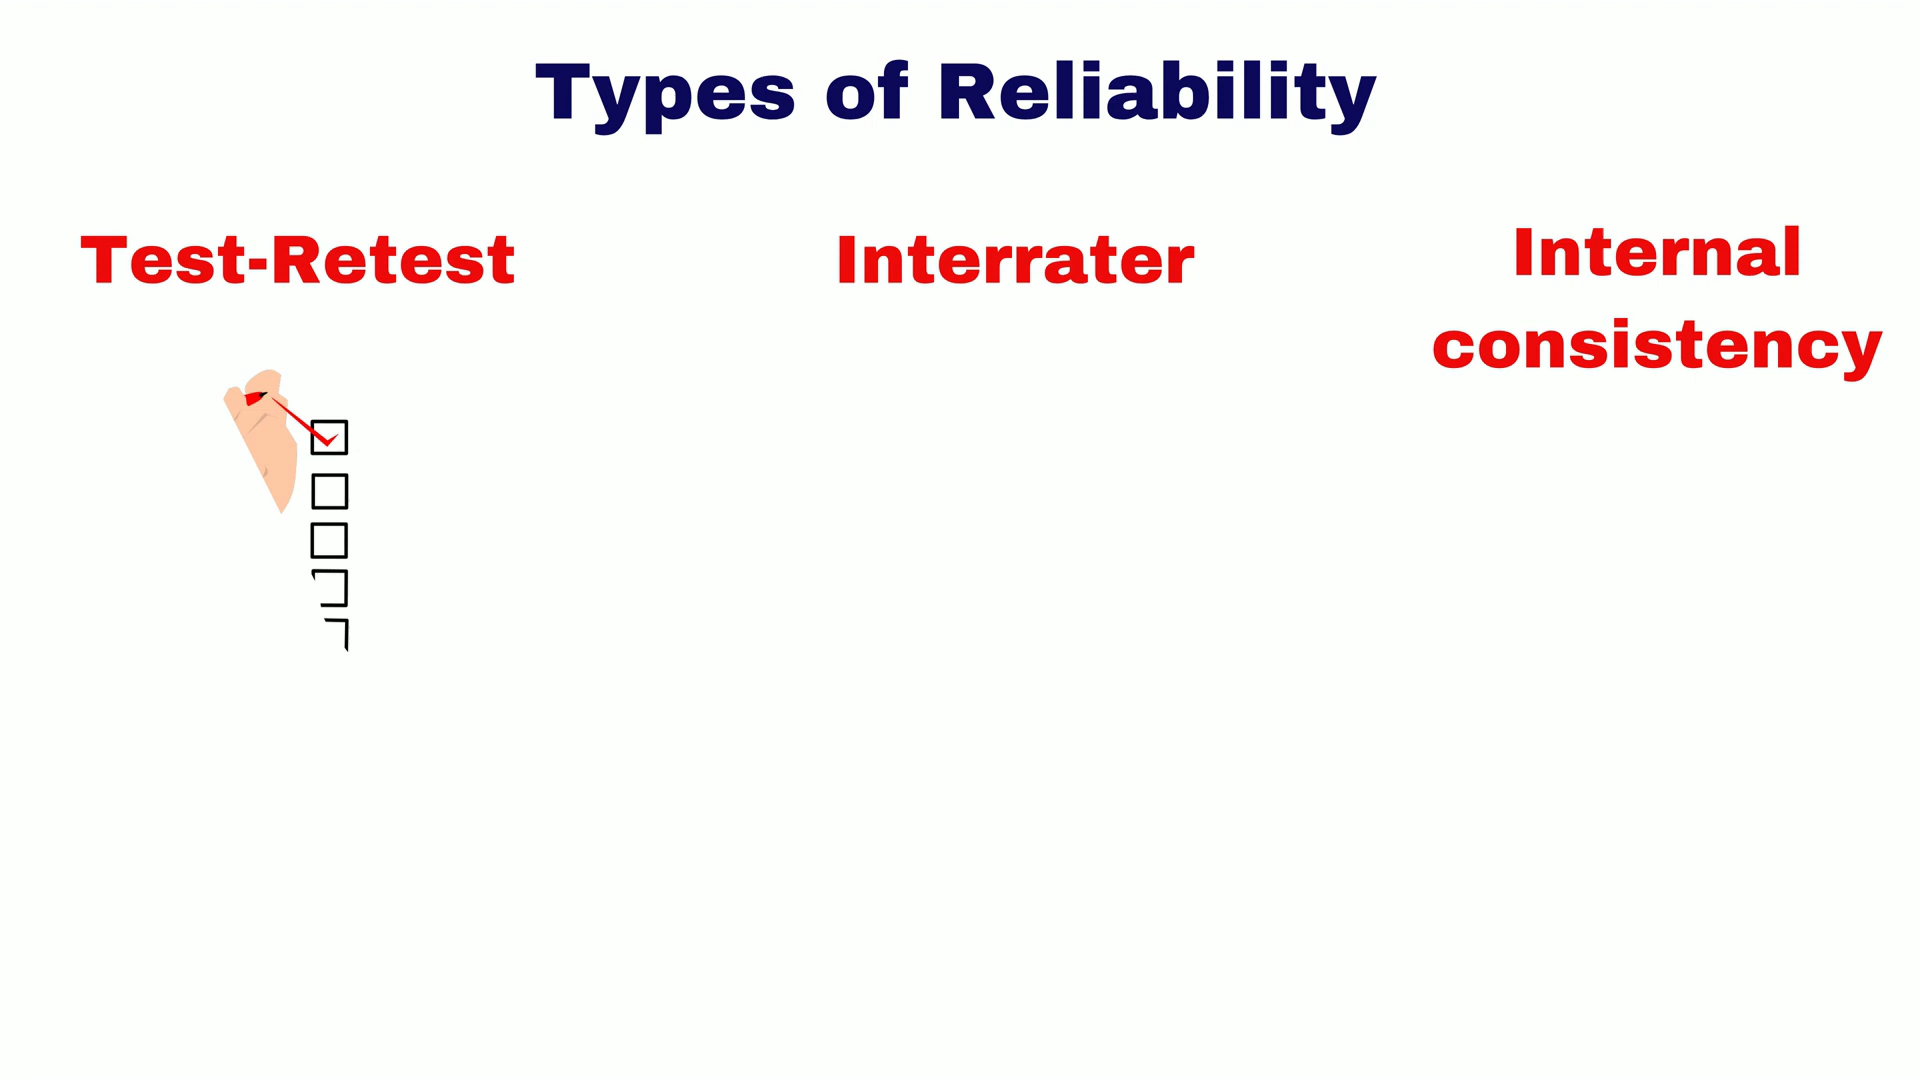 Types of Reliability
Test-Retest
Interrater
Internal
consistency